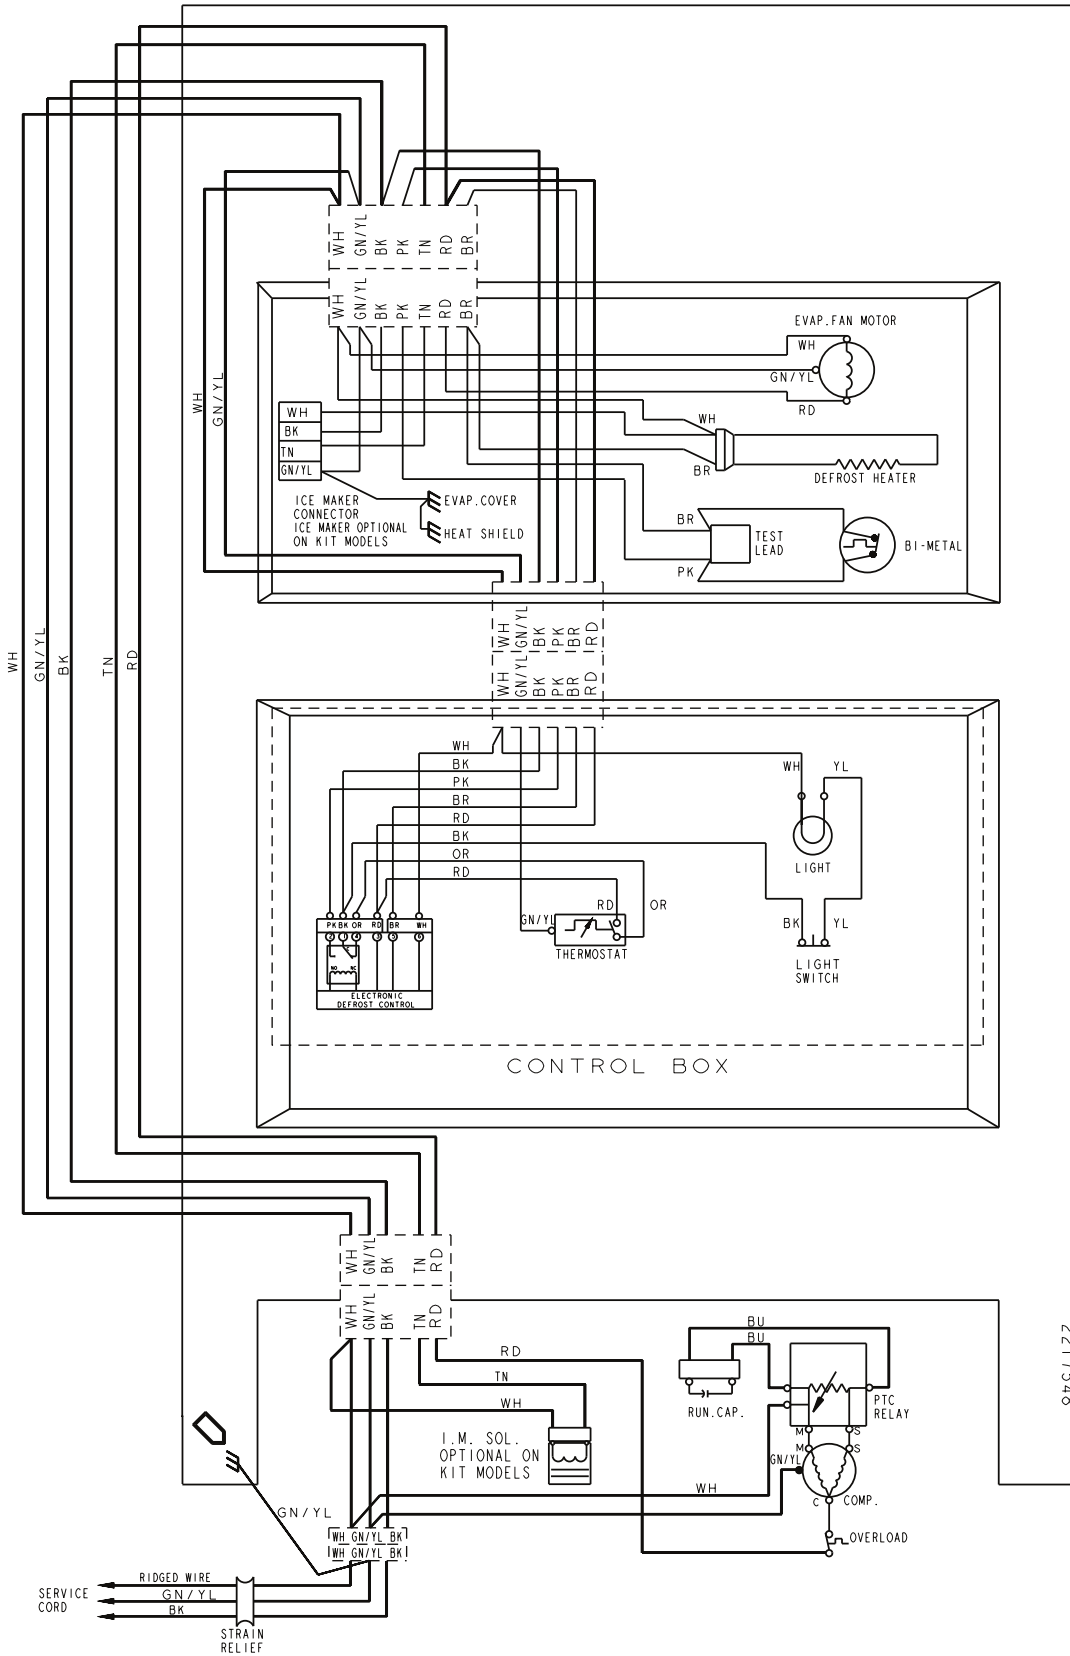 WH
GN/YL
BK
PK
TN
RD
BR
WH
GN/YL
BK
PK
TN
RD
BR
EVAP.FAN MOTOR
WH
GN/YL
RD
WH
GN/YL
WH
BK
TN
GN/YL
WH
BR
DEFROST HEATER
ICE MAKER
CONNECTOR
ICE MAKER OPTIONAL
ON KIT MODELS
EVAP.COVER
HEAT SHIELD
BR
TEST
LEAD
PK
BI-METAL
WH
GN/YL
BK
TN
RD
WH
GN/YL
BK
PK
BR
RD
WH
GN/YL
BK
PK
BR
RD
WH
BK
PK
BR
RD
BK
OR
RD
WH
YL
LIGHT
RD
OR
GN/YL
THERMOSTAT
BK
YL
LIGHT
SWITCH
PK BK OR RD BR WH
2 1 4 3 5 6
NO NC
ELECTRONIC
DEFROST CONTROL
CONTROL BOX
WH
GN/YL
BK
TN
RD
WH
GN/YL
BK
TN
RD
RD
TN
WH
I.M. SOL.
OPTIONAL ON
KIT MODELS
BU
BU
RUN.CAP.
PTC
RELAY
M
S
M
S
GN/YL
C
COMP.
OVERLOAD
WH
GN/YL
WH GN/YL BK
WH GN/YL BK
SERVICE
CORD
RIDGED WIRE
GN/YL
BK
STRAIN
RELIEF